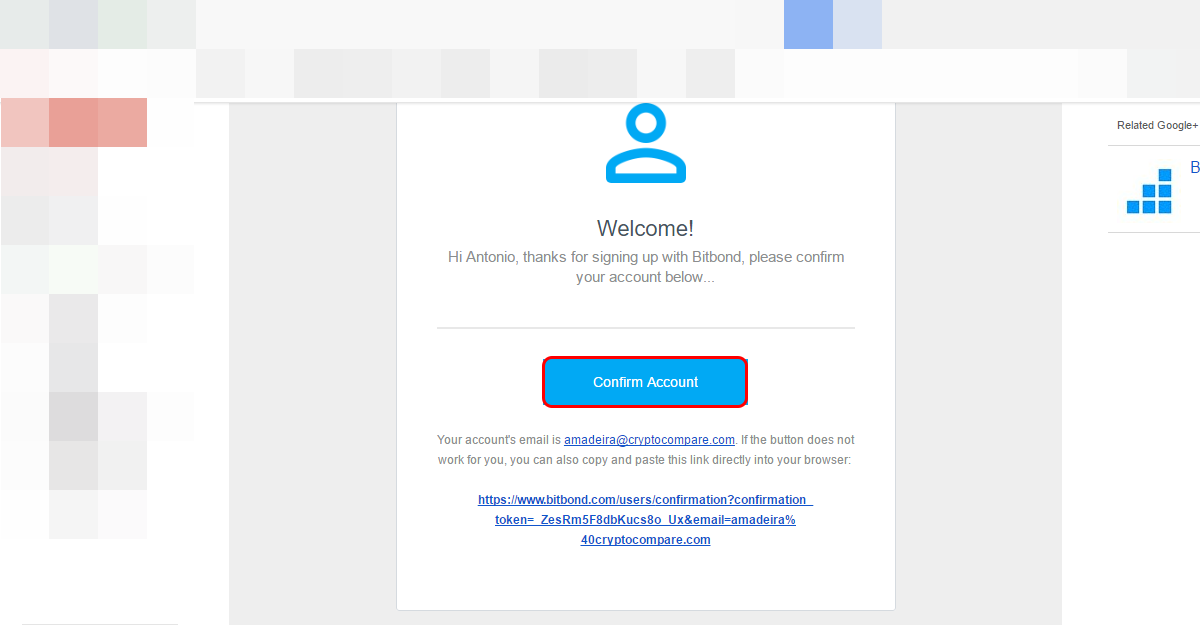 Related Google+
B
Welcome!
Hi Antonio, thanks for signing up with Bitbond, please confirm
your account below...
Confirm Account
Your account's email is amadeira@cryptocompare.com. If the button does not
work for you, you can also copy and paste this link directly into your browser:
https://www.bitbond.com/users/confirmation?confirmation_
token=_ZesRm5F8dbKucs8o_Ux&email=amadeira%
40cryptocompare.com